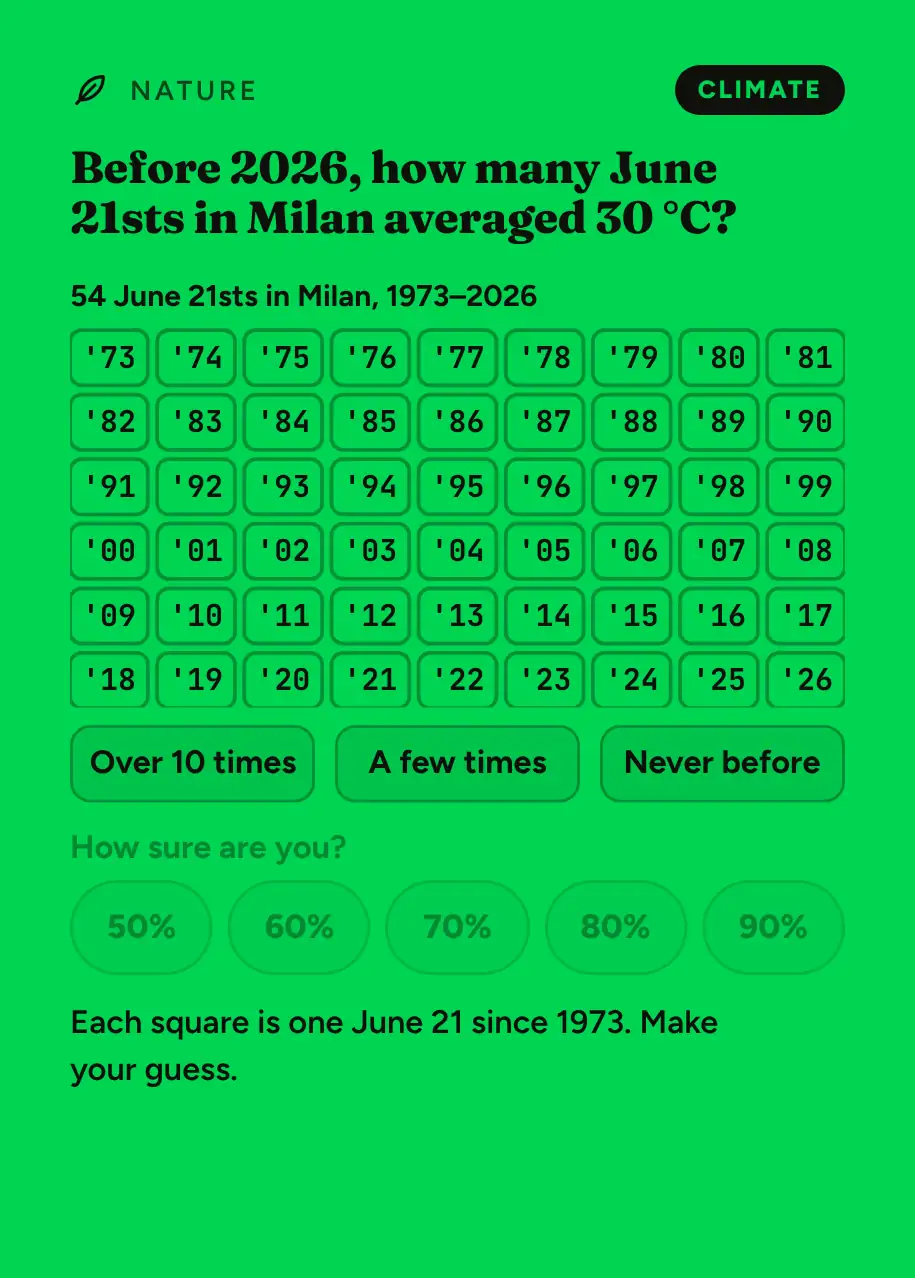 NATURE
CLIMATE
Before 2026, how many June
21sts in Milan averaged 30 °C?
54 June 21sts in Milan, 1973–2026
'73 '74 '75 '76 '77 '78 '79 '80 '81
'82 '83 '84 '85 '86 '87 '88 '89 '90
'91 '92 '93 '94 '95 '96 '97 '98 '99
'00 '01 '02 '03 '04 '05 '06 '07 '08
'09 '10 '11 '12 '13 '14 '15 '16 '17
'18 '19 '20 '21 '22 '23 '24 '25 '26
Over 10 times A few times Never before
How sure are you?
50% 60% 70% 80% 90%
Each square is one June 21 since 1973. Make
your guess.